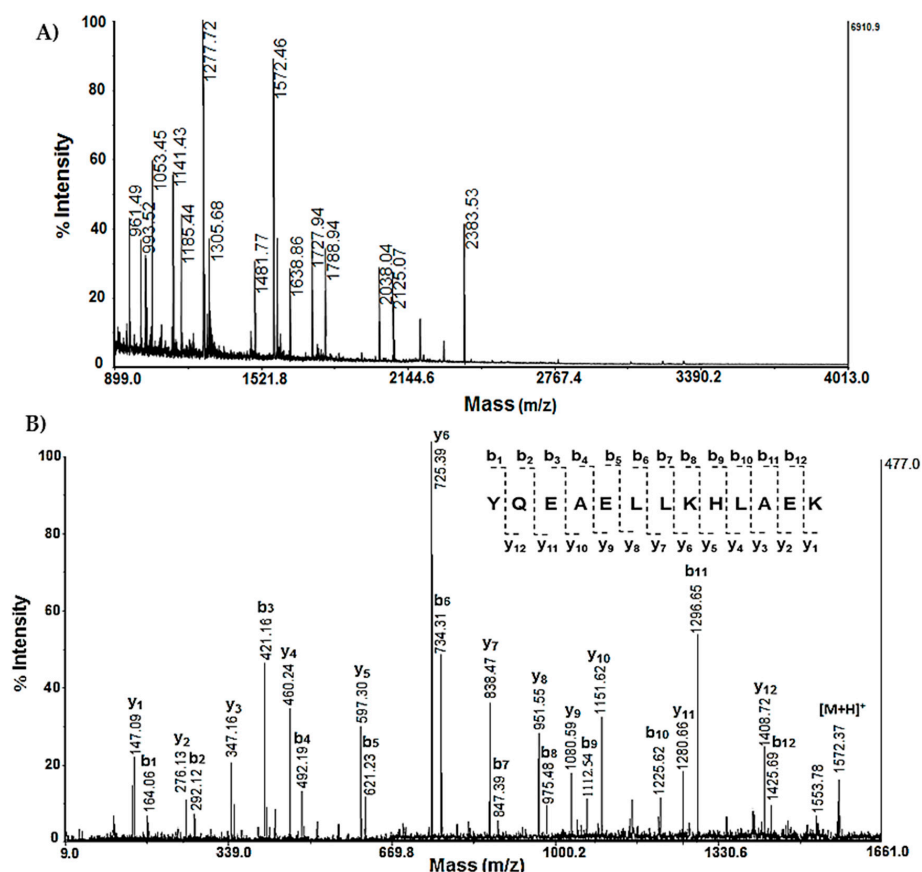 A)
6910.9
% Intensity
100
80
60
40
20
0
961.49
993.52
1053.45
1141.43
1185.44
1277.72
1305.68
1481.77
1572.46
1638.86
1727.94
1788.94
2038.04
2125.07
2383.53
899.0 1521.8 2144.6 2767.4 3390.2 4013.0
Mass (m/z)
B)
477.0
% Intensity
100
80
60
40
20
0
b1 b2 b3 b4 b5 b6 b7 b8 b9 b10 b11 b12
Y Q E A E L L K H L A E K
y12 y11 y10 y9 y8 y7 y6 y5 y4 y3 y2 y1
y1 147.09
b1 164.06
y2 276.13
b2 292.12
y3 347.16
b3 421.16
y4 460.24
b4 492.19
y5 597.30
b5 621.23
y6 725.39
b6 734.31
y7 838.47
b7 847.39
y8 951.55
b8 975.48
y9 1080.59
b9 1112.54
y10 1151.62
b10 1225.62
y11 1280.66
b11 1296.65
y12 1408.72
b12 1425.69
1553.78
[M+H]+ 1572.37
9.0 339.0 669.8 1000.2 1330.6 1661.0
Mass (m/z)